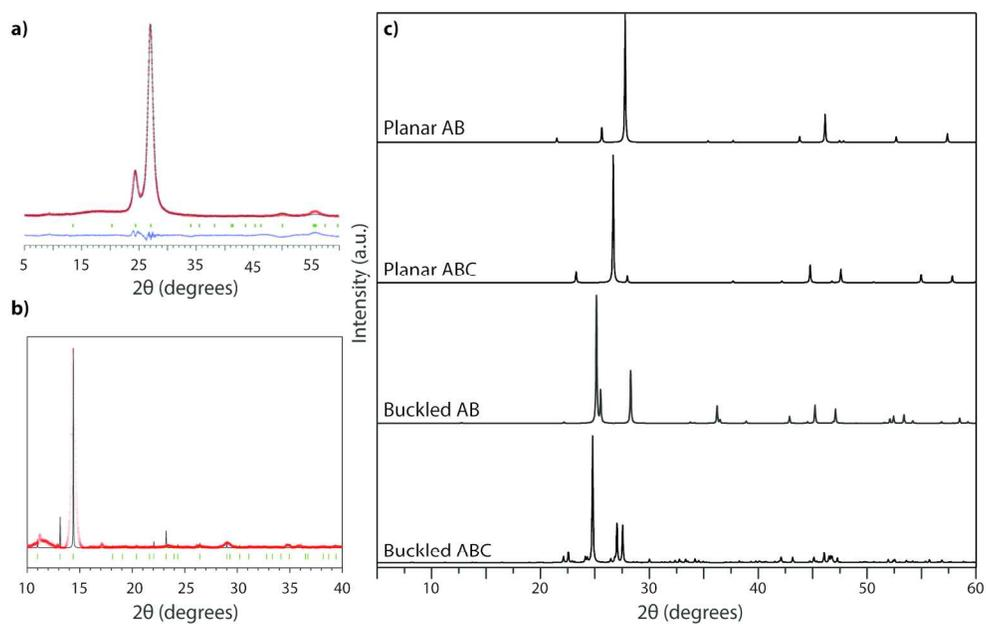 a)
5 15 25 35 45 55
2θ (degrees)
b)
10 15 20 25 30 35 40
2θ (degrees)
c)
Intensity (a.u.)
Planar AB
Planar ABC
Buckled AB
Buckled ABC
10 20 30 40 50 60
2θ (degrees)